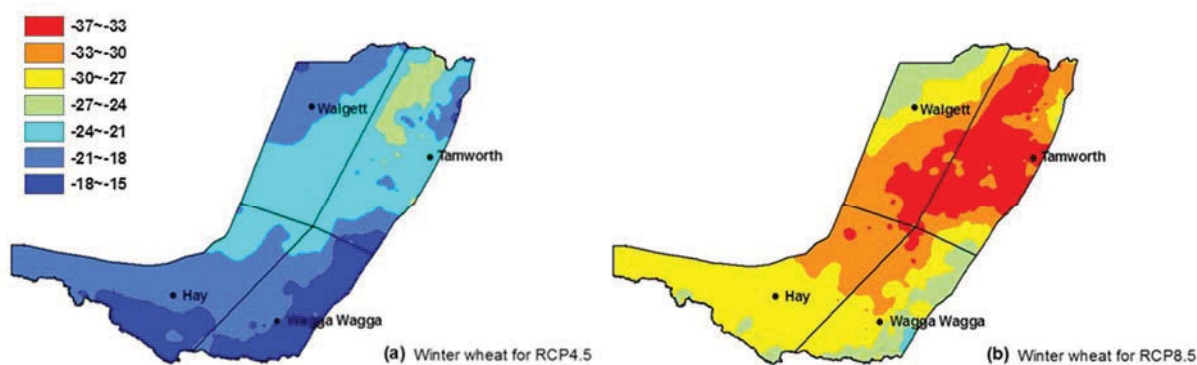 -37~-33
-33~-30
-30~-27
-27~-24
-24~-21
-21~-18
-18~-15
Walgett
Tamworth
Hay
Wagga Wagga
(a) Winter wheat for RCP4.5
Walgett
Tamworth
Hay
Wagga Wagga
(b) Winter wheat for RCP8.5